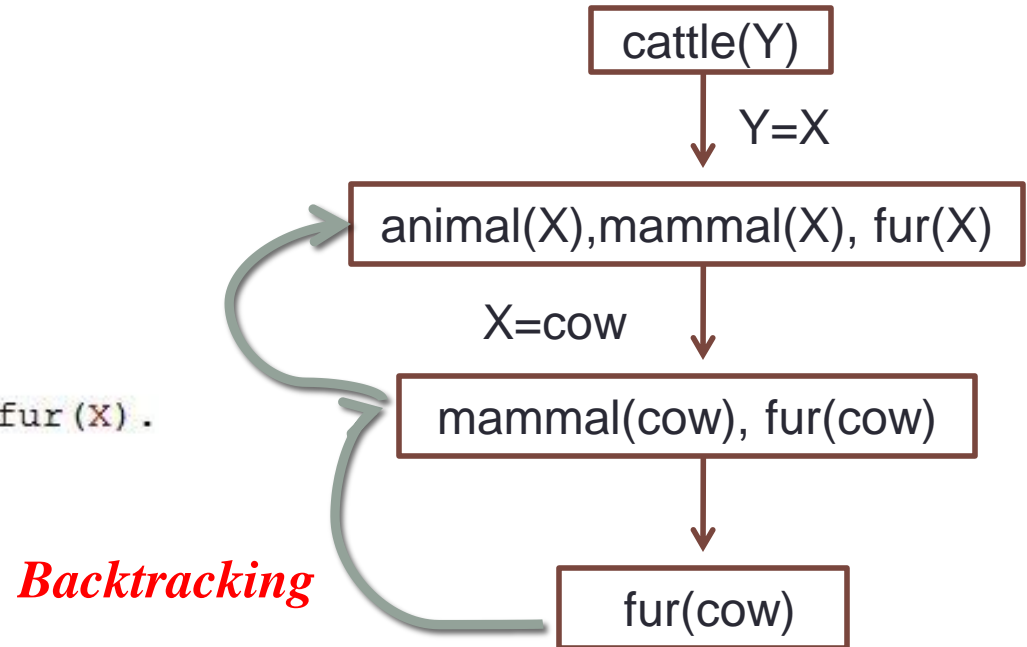 cattle(Y)
Y=X
animal(X),mammal(X), fur(X)
X=cow
fur(X).
mammal(cow), fur(cow)
Backtracking
fur(cow)